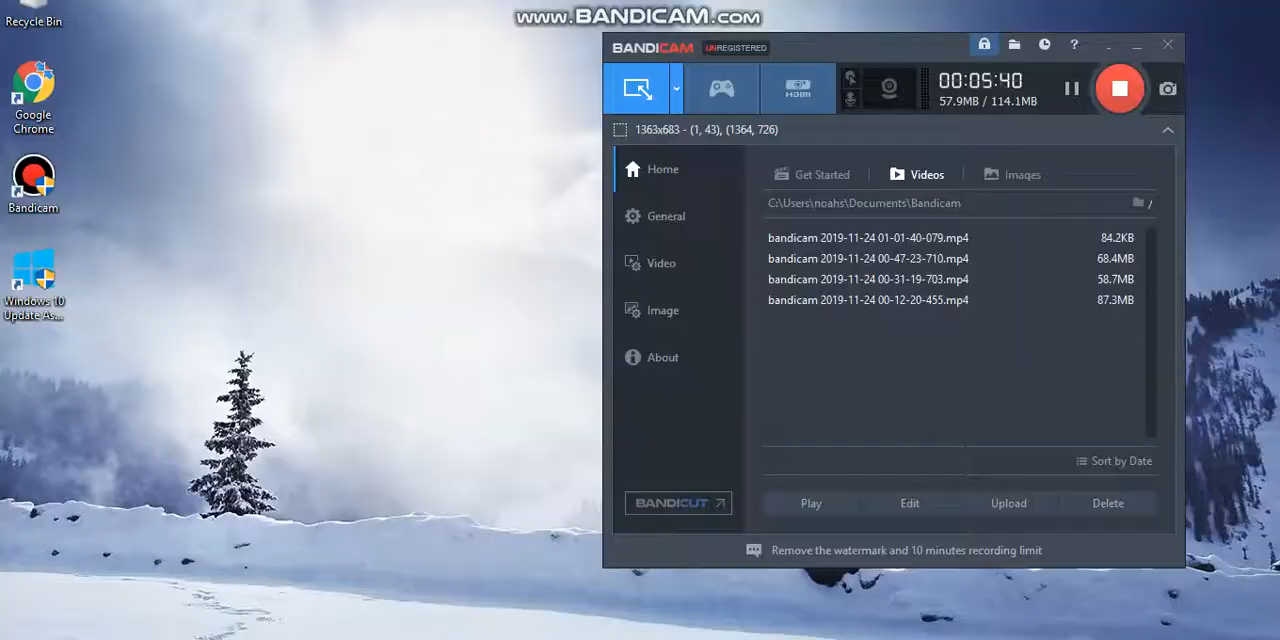 Recycle Bin
Google
Chrome
Bandicam
Windows 10
Update As...
www.BANDICAM.com
BANDICAM UNREGISTERED
?
HDMI
00:05:40
57.9MB / 114.1MB
1363x683 - (1, 43), (1364, 726)
Home
General
Video
Image
About
BANDICUT
Get Started
Videos
Images
C:\Users\noahs\Documents\Bandicam
bandicam 2019-11-24 01-01-40-079.mp4 84.2KB
bandicam 2019-11-24 00-47-23-710.mp4 68.4MB
bandicam 2019-11-24 00-31-19-703.mp4 58.7MB
bandicam 2019-11-24 00-12-20-455.mp4 87.3MB
Sort by Date
Play Edit Upload Delete
Remove the watermark and 10 minutes recording limit